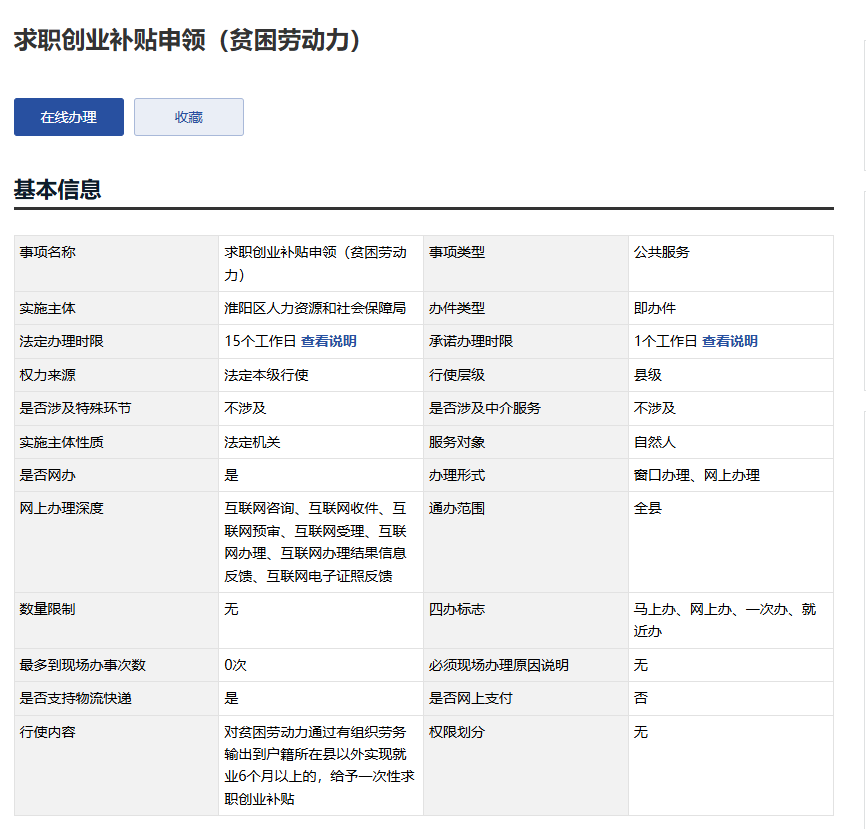 求职创业补贴申领（贫困劳动力）
在线办理
收藏
基本信息
事项名称
求职创业补贴申领（贫困劳动
力）
事项类型
公共服务
实施主体
淮阳区人力资源和社会保障局
办件类型
即办件
法定办理时限
15个工作日 查看说明
承诺办理时限
1个工作日 查看说明
权力来源
法定本级行使
行使层级
县级
是否涉及特殊环节
不涉及
是否涉及中介服务
不涉及
实施主体性质
法定机关
服务对象
自然人
是否网办
是
办理形式
窗口办理、网上办理
网上办理深度
互联网咨询、互联网收件、互
联网预审、互联网受理、互联
网办理、互联网办理结果信息
反馈、互联网电子证照反馈
通办范围
全县
数量限制
无
四办标志
马上办、网上办、一次办、就
近办
最多到现场办事次数
0次
必须现场办理原因说明
无
是否支持物流快递
是
是否网上支付
否
行使内容
对贫困劳动力通过有组织劳务
输出到户籍所在县以外实现就
业6个月以上的，给予一次性求
职创业补贴
权限划分
无